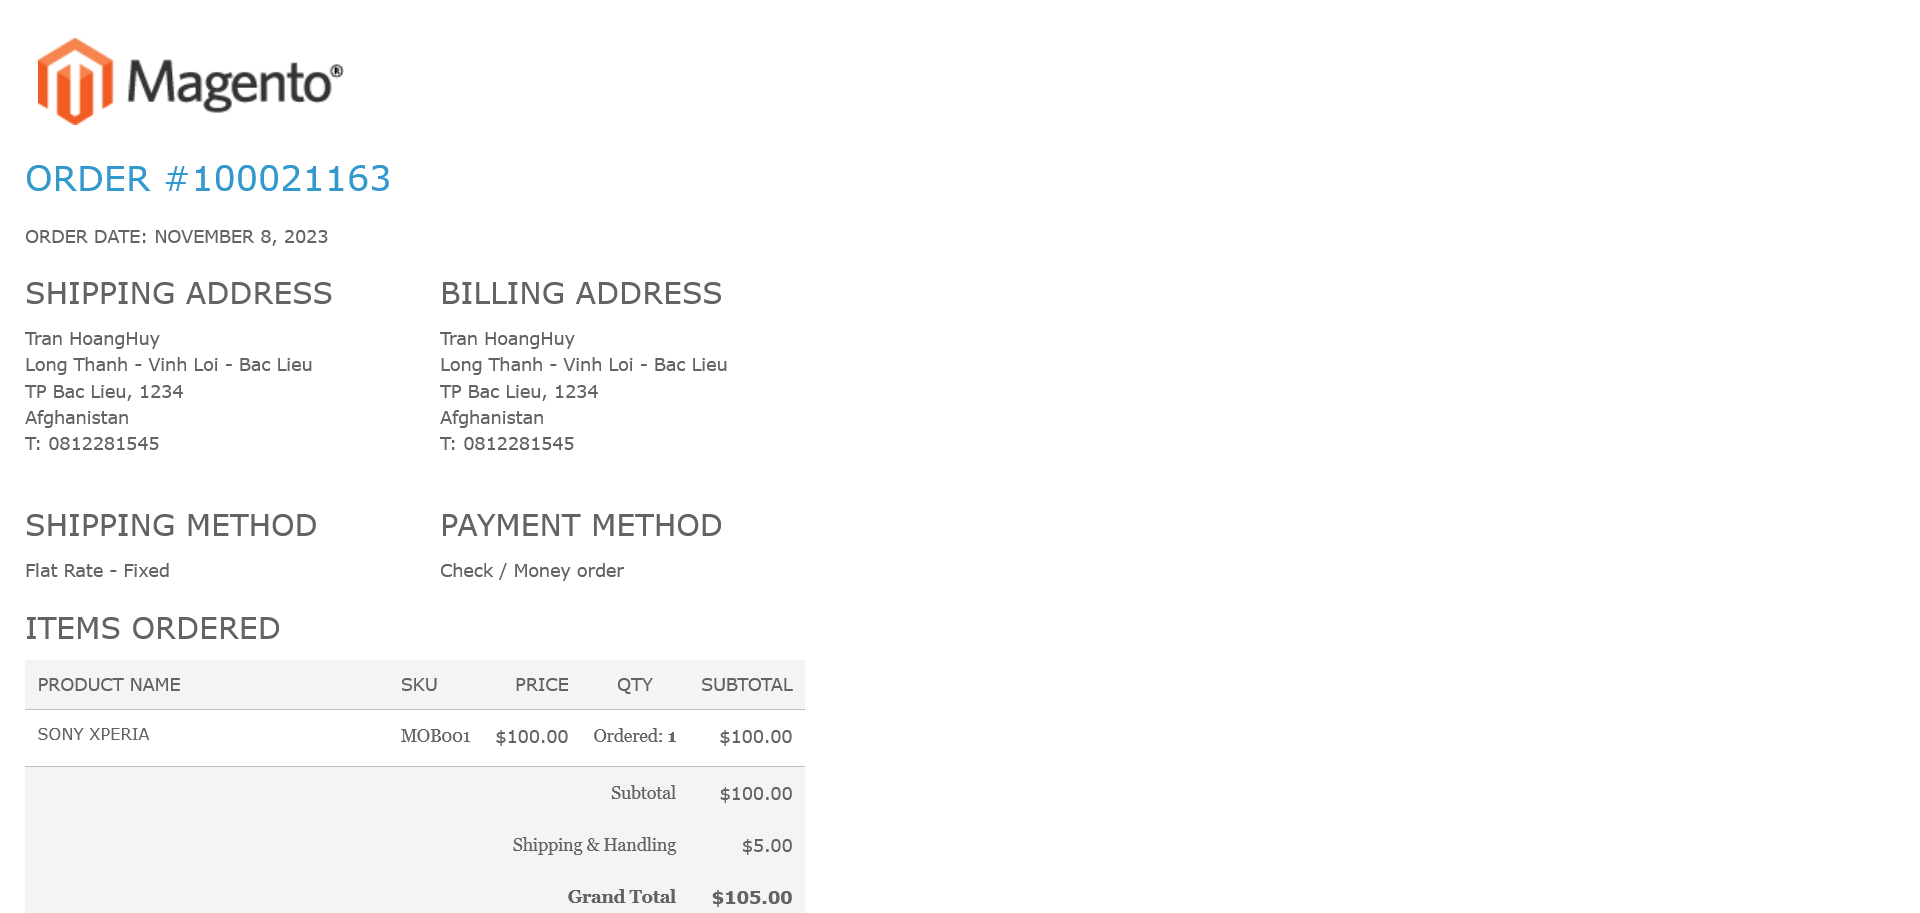 Magento®
ORDER #100021163
ORDER DATE: NOVEMBER 8, 2023
SHIPPING ADDRESS
Tran HoangHuy
Long Thanh - Vinh Loi - Bac Lieu
TP Bac Lieu, 1234
Afghanistan
T: 0812281545
BILLING ADDRESS
Tran HoangHuy
Long Thanh - Vinh Loi - Bac Lieu
TP Bac Lieu, 1234
Afghanistan
T: 0812281545
SHIPPING METHOD
Flat Rate - Fixed
PAYMENT METHOD
Check / Money order
ITEMS ORDERED
PRODUCT NAME SKU PRICE QTY SUBTOTAL
SONY XPERIA MOB001 $100.00 Ordered: 1 $100.00
Subtotal $100.00
Shipping & Handling $5.00
Grand Total $105.00